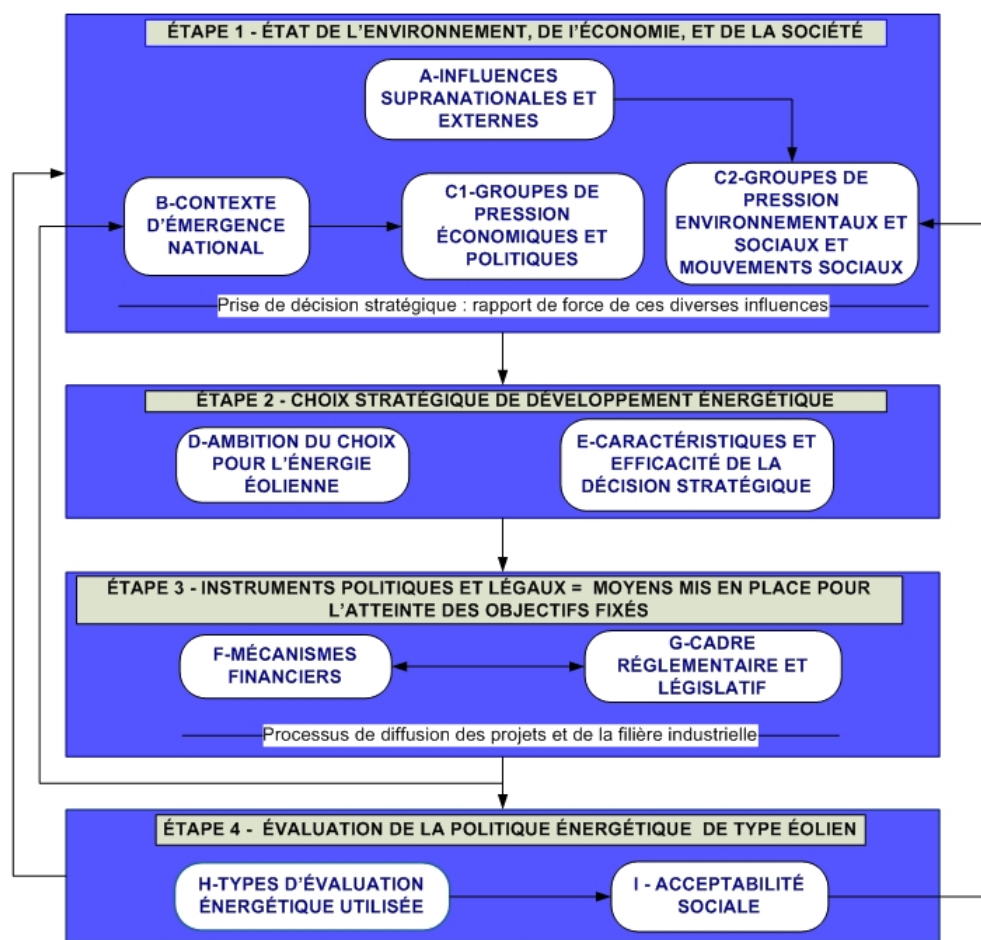 ÉTAPE 1 - ÉTAT DE L'ENVIRONNEMENT, DE l'ÉCONOMIE, ET DE LA SOCIÉTÉ
A-INFLUENCES
SUPRANATIONALES ET
EXTERNES
B-CONTEXTE
D'ÉMERGENCE
NATIONAL
C1-GROUPES DE
PRESSION
ÉCONOMIQUES ET
POLITIQUES
C2-GROUPES DE
PRESSION
ENVIRONNEMENTAUX ET
SOCIAUX ET
MOUVEMENTS SOCIAUX
Prise de décision stratégique : rapport de force de ces diverses influences
ÉTAPE 2 - CHOIX STRATÉGIQUE DE DÉVELOPPEMENT ÉNERGÉTIQUE
D-AMBITION DU CHOIX
POUR L'ÉNERGIE
ÉOLIENNE
E-CARACTÉRISTIQUES ET
EFFICACITÉ DE LA
DÉCISION STRATÉGIQUE
ÉTAPE 3 - INSTRUMENTS POLITIQUES ET LÉGAUX = MOYENS MIS EN PLACE POUR
L'ATTEINTE DES OBJECTIFS FIXÉS
F-MÉCANISMES
FINANCIERS
G-CADRE
RÉGLEMENTAIRE ET
LÉGISLATIF
Processus de diffusion des projets et de la filière industrielle
ÉTAPE 4 - ÉVALUATION DE LA POLITIQUE ÉNERGÉTIQUE DE TYPE ÉOLIEN
H-TYPES D'ÉVALUATION
ÉNERGÉTIQUE UTILISÉE
I - ACCEPTABILITÉ
SOCIALE